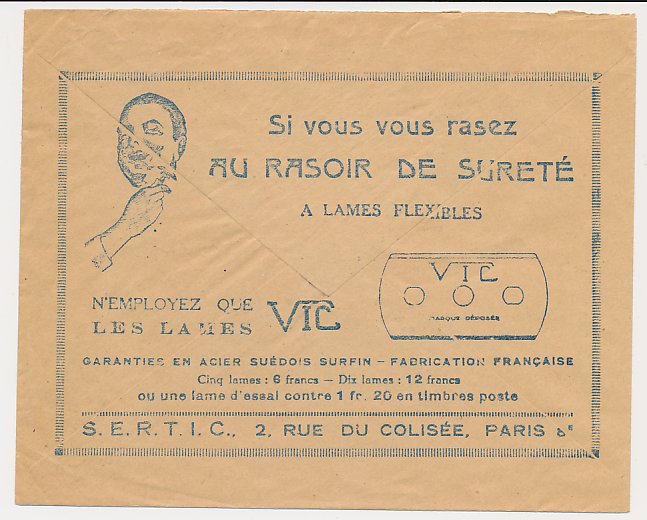 Si vous vous rasez
AU RASOIR DE SURETÉ
A LAMES FLEXIBLES
N'EMPLOYEZ QUE
LES LAMES
VIC
VIC
MARQUE DÉPOSÉE
GARANTIES EN ACIER SUÉDOIS SURFIN – FABRICATION FRANÇAISE
Cinq lames : 6 francs — Dix lames : 12 francs
ou une lame d'essai contre 1 fr. 20 en timbres poste
S.E.R.T.I.C., 2, RUE DU COLISÉE, PARIS 8ᴱ